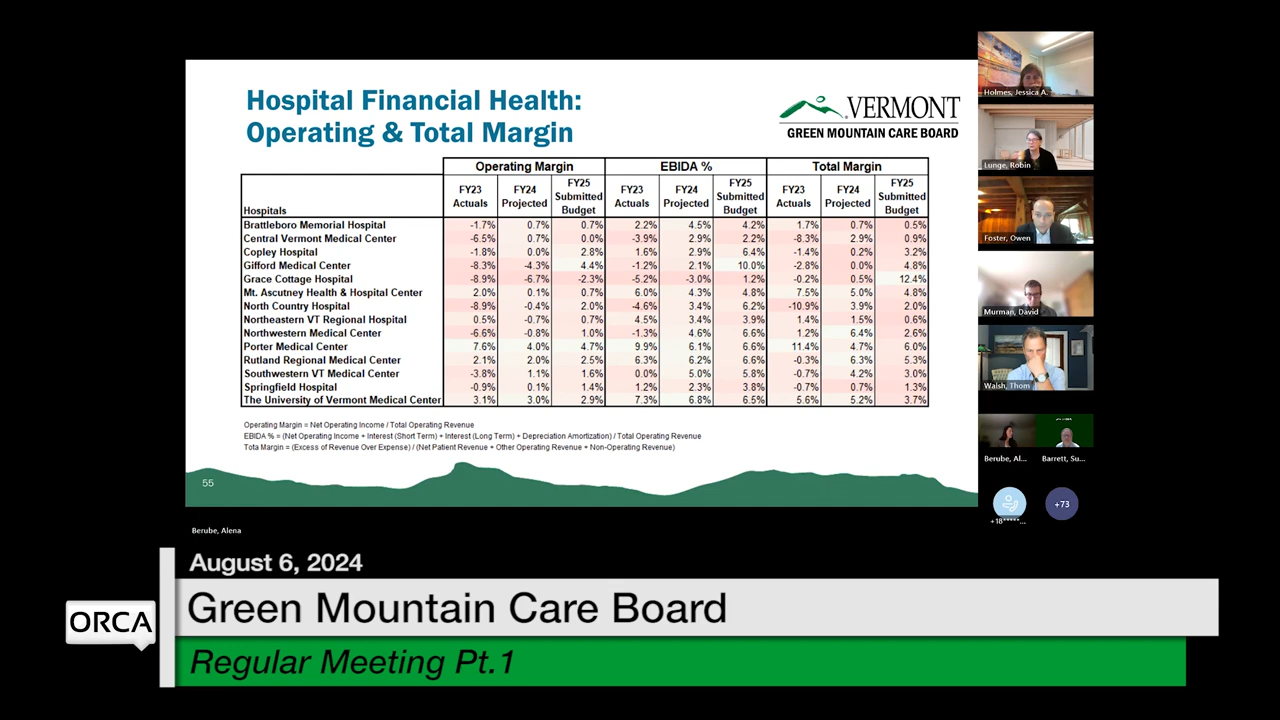 Hospital Financial Health:
Operating & Total Margin
VERMONT
GREEN MOUNTAIN CARE BOARD
Operating Margin EBIDA % Total Margin
Hospitals FY23 Actuals FY24 Projected FY25 Submitted Budget FY23 Actuals FY24 Projected FY25 Submitted Budget FY23 Actuals FY24 Projected FY25 Submitted Budget
Brattleboro Memorial Hospital -1.7% 0.7% 0.7% 2.2% 4.5% 4.2% 1.7% 0.7% 0.5%
Central Vermont Medical Center -6.5% 0.7% 0.0% -3.9% 2.9% 2.2% -8.3% 2.9% 0.9%
Copley Hospital -1.8% 0.0% 2.8% 1.6% 2.9% 6.4% -1.4% 0.2% 3.2%
Gifford Medical Center -8.3% -4.3% 4.4% -1.2% 2.1% 10.0% -2.8% 0.0% 4.8%
Grace Cottage Hospital -8.9% -6.7% -2.3% -5.2% -3.0% 1.2% -0.2% 0.5% 12.4%
Mt. Ascutney Health & Hospital Center 2.0% 0.1% 0.7% 6.0% 4.3% 4.8% 7.5% 5.0% 4.8%
North Country Hospital -8.9% -0.4% 2.0% -4.6% 3.4% 6.2% -10.9% 3.9% 2.0%
Northeastern VT Regional Hospital 0.5% -0.7% 0.7% 4.5% 3.4% 3.9% 1.4% 1.5% 0.6%
Northwestern Medical Center -6.6% -0.8% 1.0% -1.3% 4.6% 6.6% 1.2% 6.4% 2.6%
Porter Medical Center 7.6% 4.0% 4.7% 9.9% 6.1% 6.6% 11.4% 4.7% 6.0%
Rutland Regional Medical Center 2.1% 2.0% 2.5% 6.3% 6.2% 6.6% -0.3% 6.3% 5.3%
Southwestern VT Medical Center -3.8% 1.1% 1.6% 0.0% 5.0% 5.8% -0.7% 4.2% 3.0%
Springfield Hospital -0.9% 0.1% 1.4% 1.2% 2.3% 3.8% -0.7% 0.7% 1.3%
The University of Vermont Medical Center 3.1% 3.0% 2.9% 7.3% 6.8% 6.5% 5.6% 5.2% 3.7%
Operating Margin = Net Operating Income / Total Operating Revenue
EBIDA % = (Net Operating Income + Interest (Short Term) + Interest (Long Term) + Depreciation Amortization) / Total Operating Revenue
Tota Margin = (Excess of Revenue Over Expense) / (Net Patient Revenue + Other Operating Revenue + Non-Operating Revenue)
55
Berube, Alena
Holmes, Jessica A.
Lunge, Robin
Foster, Owen
Murman, David
Walsh, Thom
Berube, Al... Barrett, Su...
+18*****...
+73
August 6, 2024
ORCA
Green Mountain Care Board
Regular Meeting Pt.1